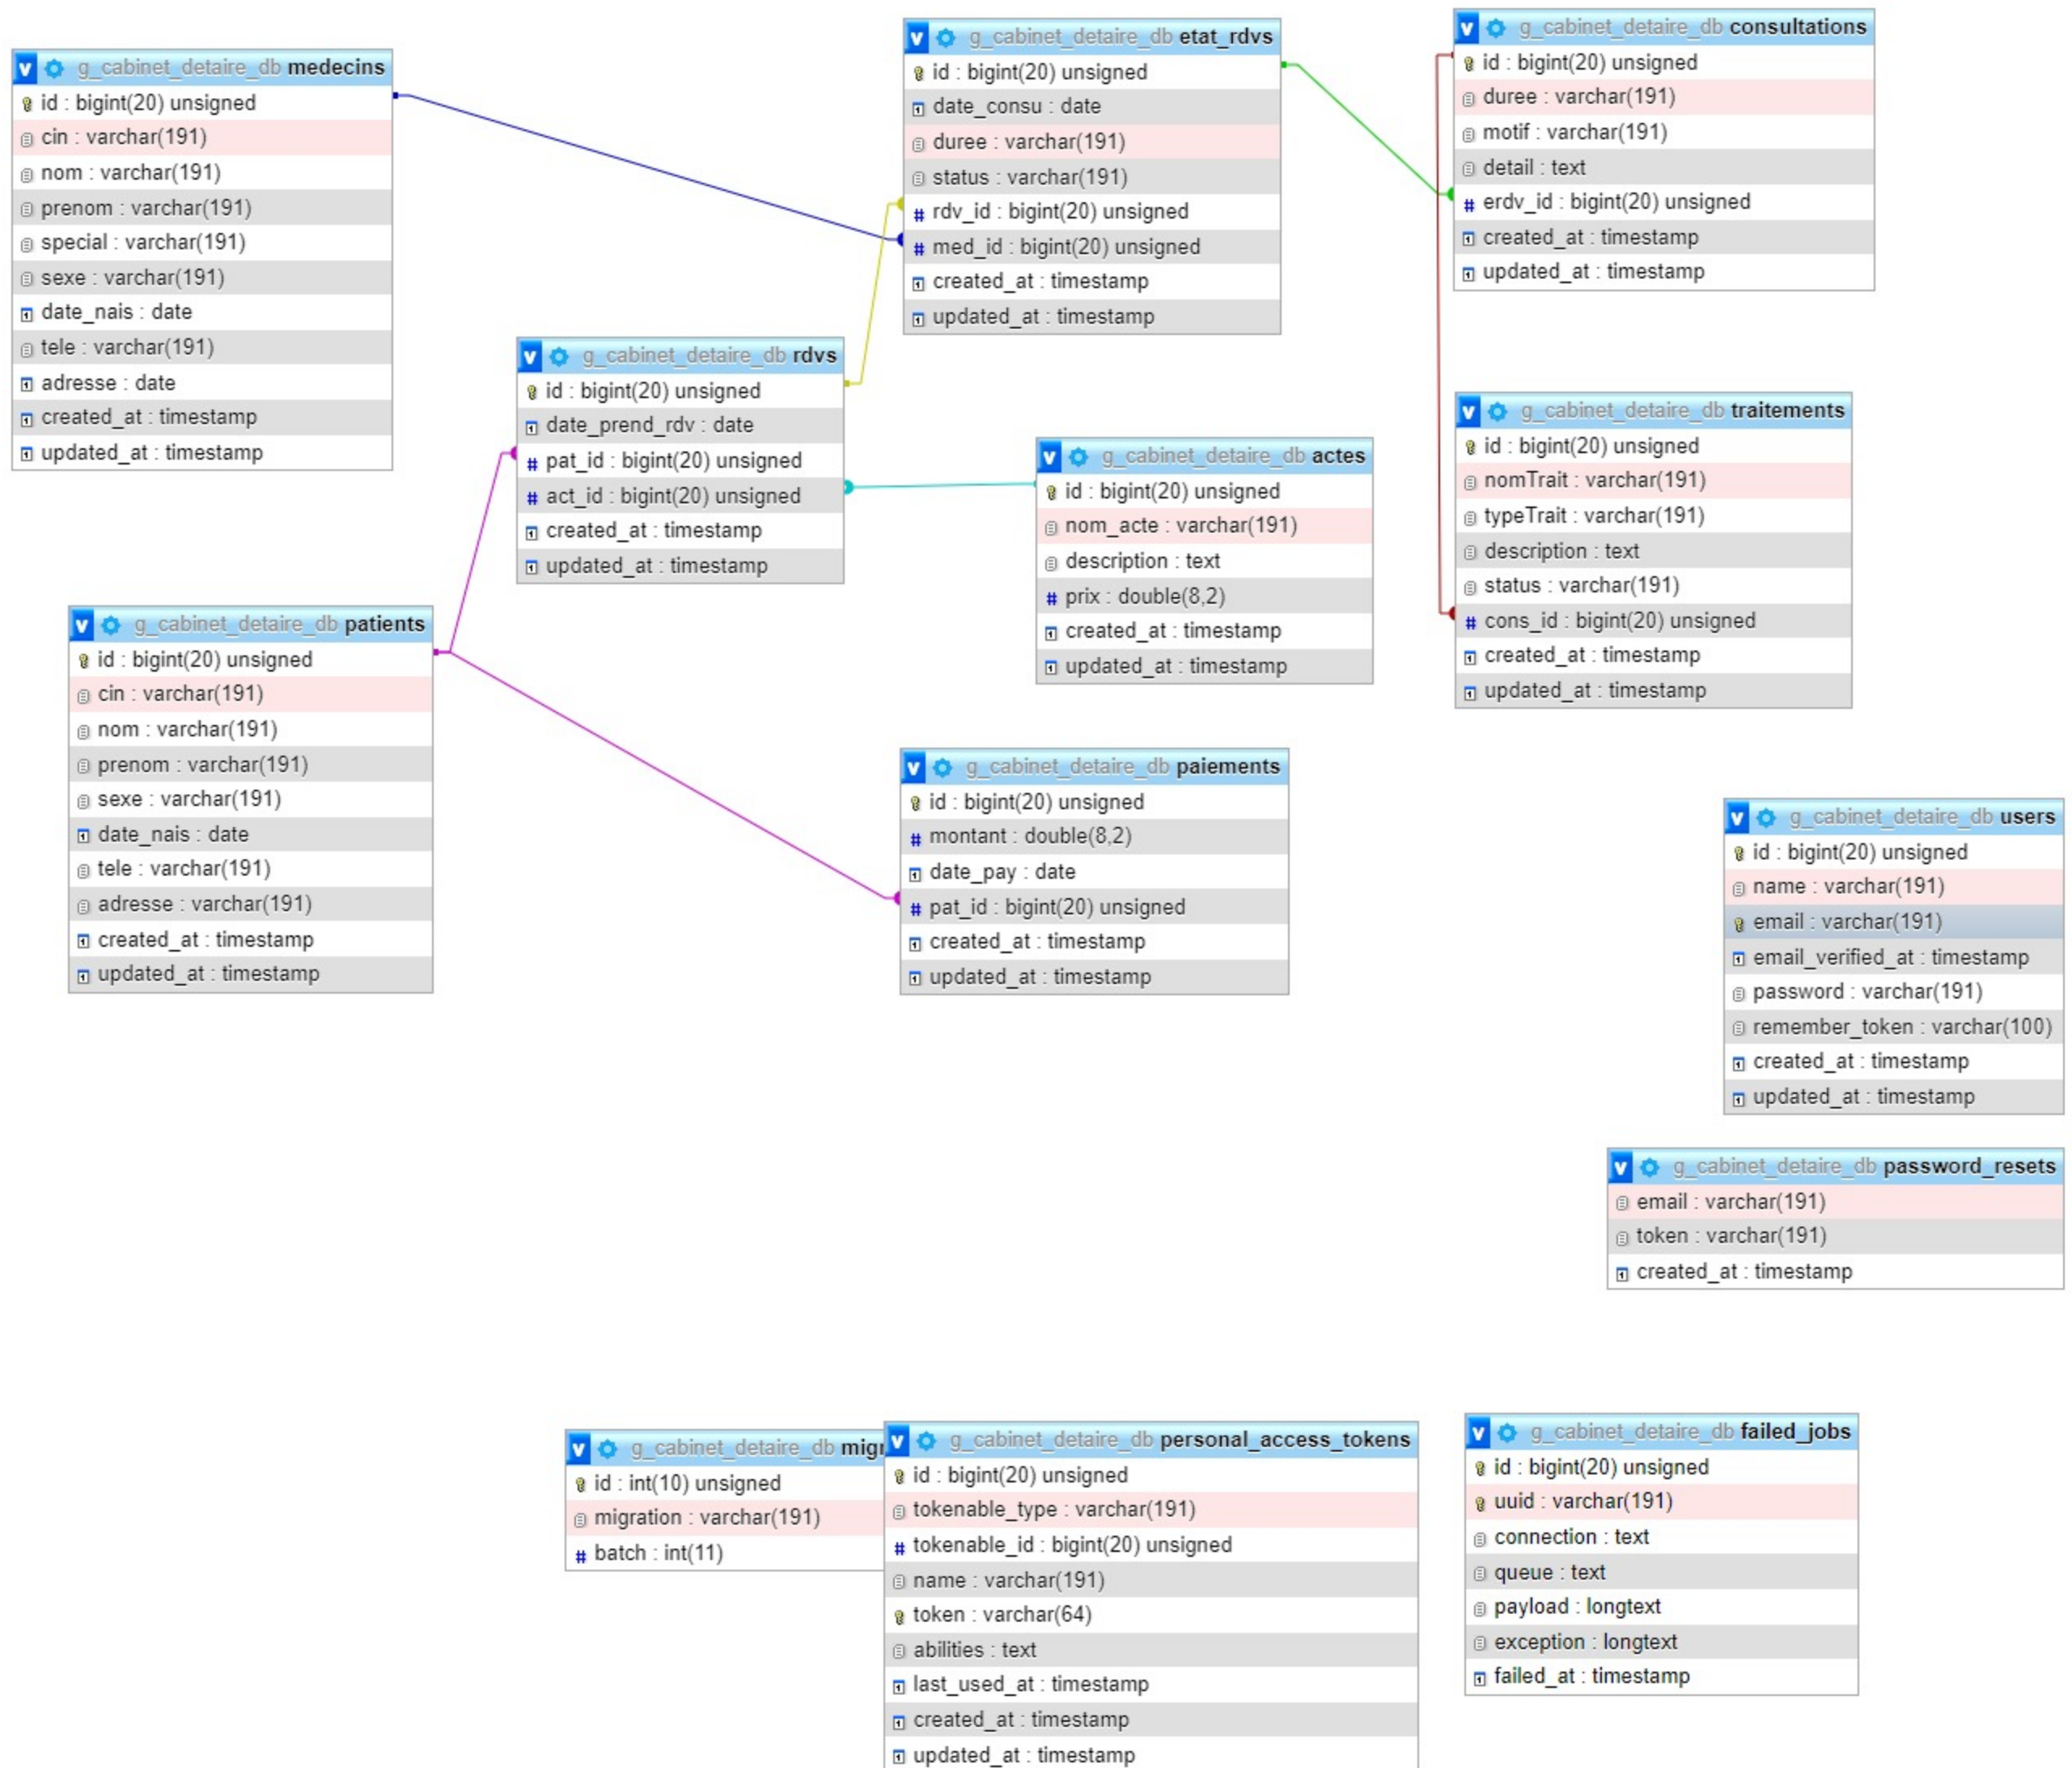 g_cabinet_detaire_db medecins
id : bigint(20) unsigned
cin : varchar(191)
nom : varchar(191)
prenom : varchar(191)
special : varchar(191)
sexe : varchar(191)
date_nais : date
tele : varchar(191)
adresse : date
created_at : timestamp
updated_at : timestamp
g_cabinet_detaire_db etat_rdvs
id : bigint(20) unsigned
date_consu : date
duree : varchar(191)
status : varchar(191)
rdv_id : bigint(20) unsigned
med_id : bigint(20) unsigned
created_at : timestamp
updated_at : timestamp
g_cabinet_detaire_db consultations
id : bigint(20) unsigned
duree : varchar(191)
motif : varchar(191)
detail : text
erdv_id : bigint(20) unsigned
created_at : timestamp
updated_at : timestamp
g_cabinet_detaire_db rdvs
id : bigint(20) unsigned
date_prend_rdv : date
pat_id : bigint(20) unsigned
act_id : bigint(20) unsigned
created_at : timestamp
updated_at : timestamp
g_cabinet_detaire_db actes
id : bigint(20) unsigned
nom_acte : varchar(191)
description : text
prix : double(8,2)
created_at : timestamp
updated_at : timestamp
g_cabinet_detaire_db traitements
id : bigint(20) unsigned
nomTrait : varchar(191)
typeTrait : varchar(191)
description : text
status : varchar(191)
cons_id : bigint(20) unsigned
created_at : timestamp
updated_at : timestamp
g_cabinet_detaire_db patients
id : bigint(20) unsigned
cin : varchar(191)
nom : varchar(191)
prenom : varchar(191)
sexe : varchar(191)
date_nais : date
tele : varchar(191)
adresse : varchar(191)
created_at : timestamp
updated_at : timestamp
g_cabinet_detaire_db paiements
id : bigint(20) unsigned
montant : double(8,2)
date_pay : date
pat_id : bigint(20) unsigned
created_at : timestamp
updated_at : timestamp
g_cabinet_detaire_db users
id : bigint(20) unsigned
name : varchar(191)
email : varchar(191)
email_verified_at : timestamp
password : varchar(191)
remember_token : varchar(100)
created_at : timestamp
updated_at : timestamp
g_cabinet_detaire_db password_resets
email : varchar(191)
token : varchar(191)
created_at : timestamp
g_cabinet_detaire_db migr
id : int(10) unsigned
migration : varchar(191)
batch : int(11)
g_cabinet_detaire_db personal_access_tokens
id : bigint(20) unsigned
tokenable_type : varchar(191)
tokenable_id : bigint(20) unsigned
name : varchar(191)
token : varchar(64)
abilities : text
last_used_at : timestamp
created_at : timestamp
updated_at : timestamp
g_cabinet_detaire_db failed_jobs
id : bigint(20) unsigned
uuid : varchar(191)
connection : text
queue : text
payload : longtext
exception : longtext
failed_at : timestamp